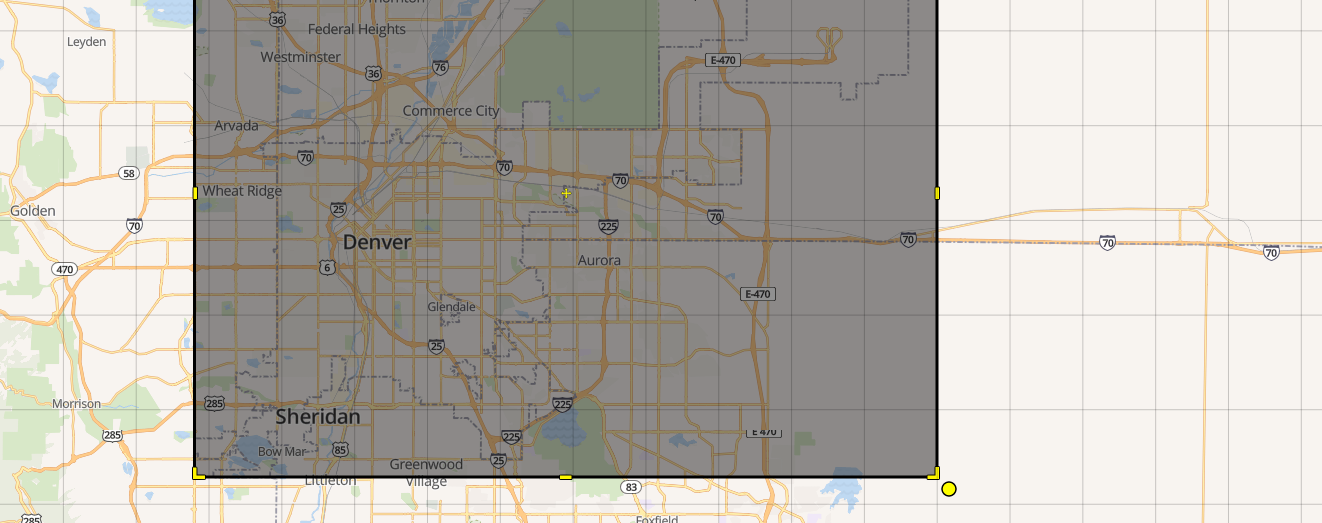 Thornton
36
Federal Heights
Leyden
Westminster
36
76
E-470
Commerce City
Arvada
70
70
58
70
Wheat Ridge
Golden
25
70
70
225
Denver
70
70
70
470
6
Aurora
E-470
Glendale
25
Morrison
285
225
Sheridan
285
E 470
225
Bow Mar
85
Greenwood
Village
25
Littleton
83
285
Foxfield